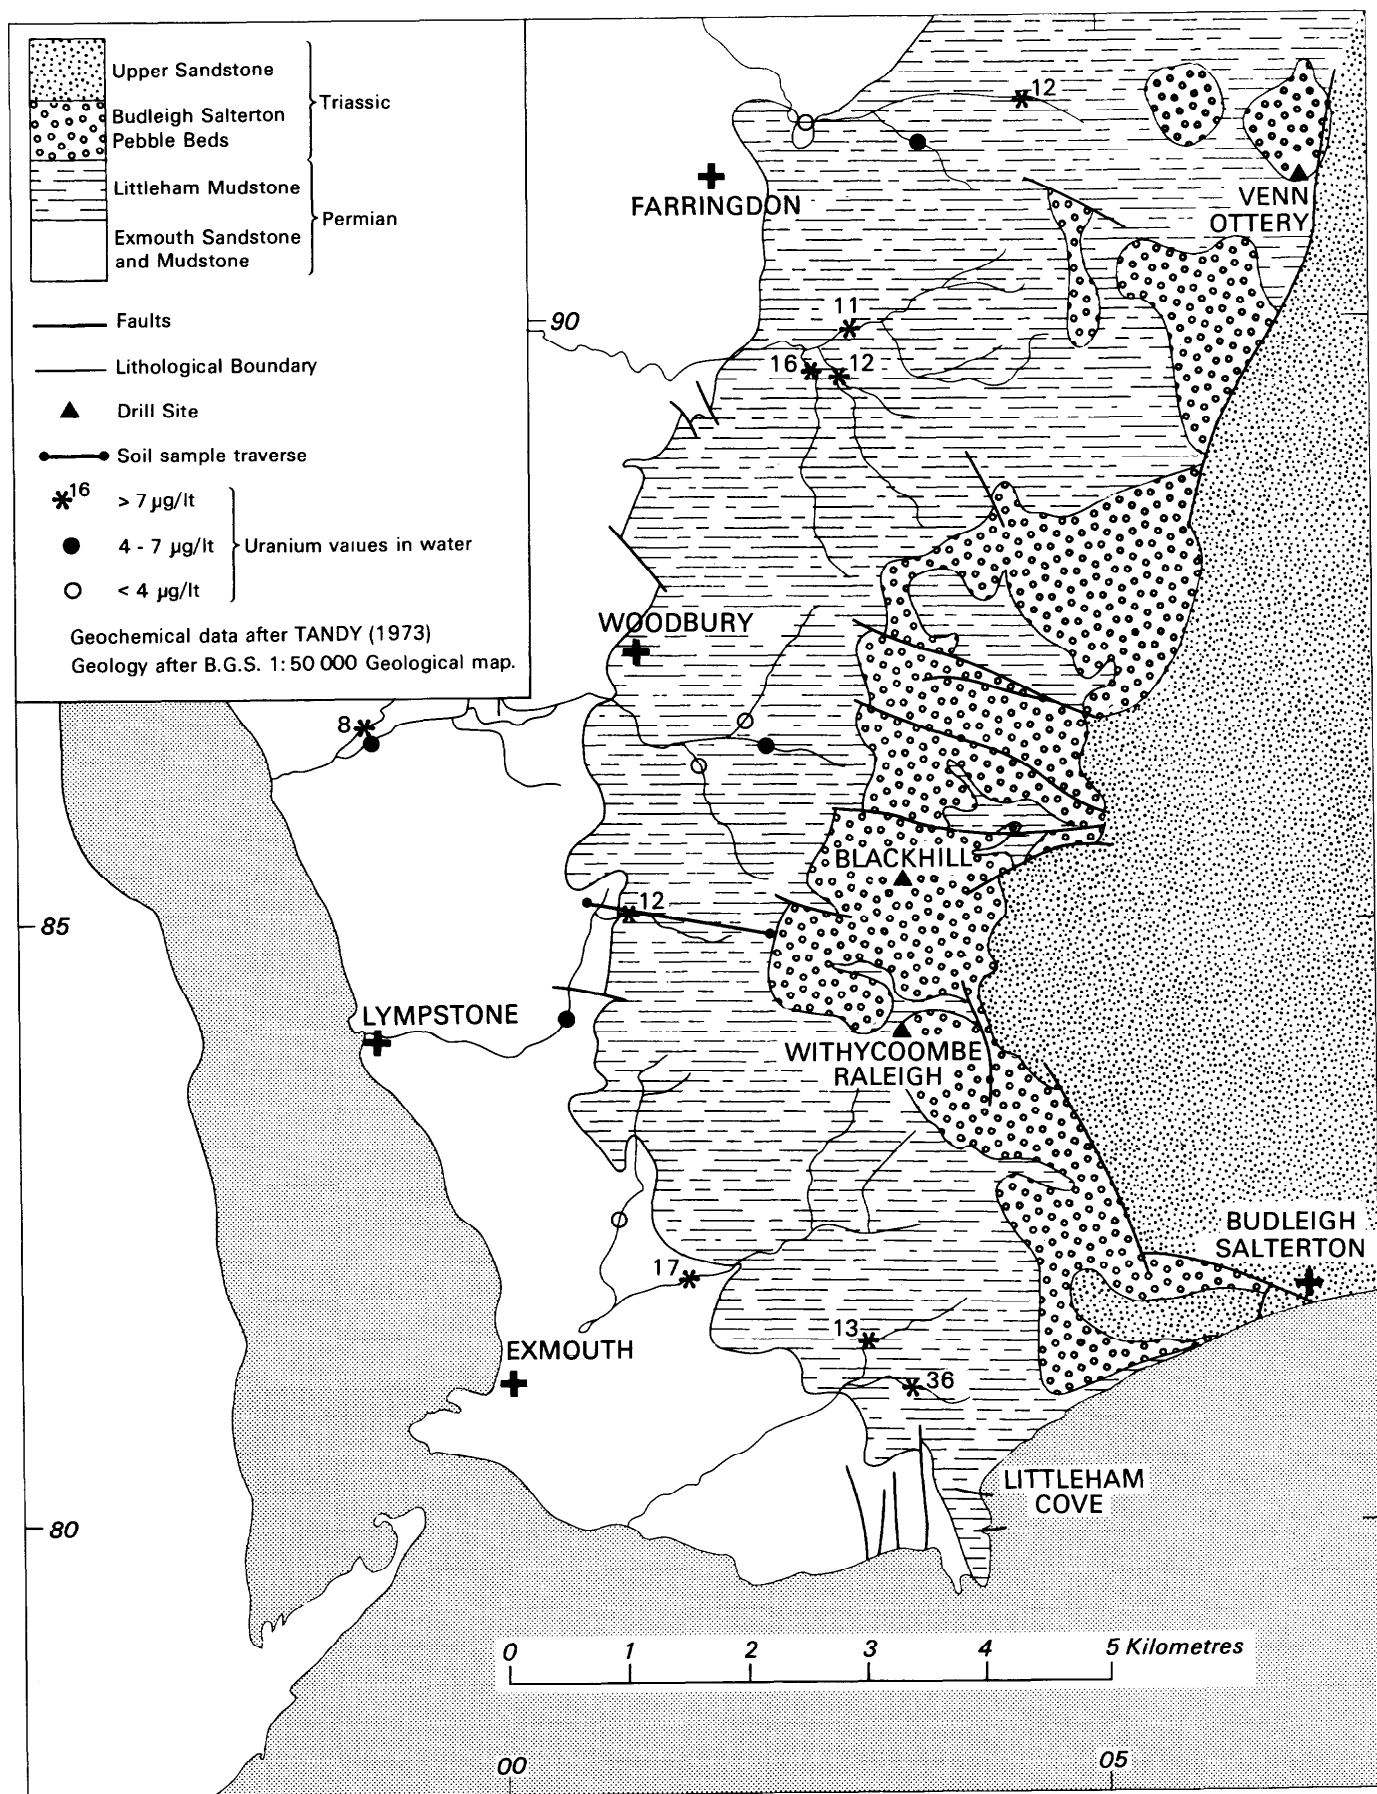 Upper Sandstone
Budleigh Salterton
Pebble Beds
Triassic
Littleham Mudstone
Permian
Exmouth Sandstone
and Mudstone
Faults
Lithological Boundary
Drill Site
Soil sample traverse
16 > 7 µg/lt
4 - 7 µg/lt
Uranium values in water
< 4 µg/lt
Geochemical data after TANDY (1973)
Geology after B.G.S. 1:50 000 Geological map.
12
FARRINGDON
VENN
OTTERY
90
11
16
12
WOODBURY
8
BLACKHILL
12
85
LYMPSTONE
WITHYCOOMBE
RALEIGH
BUDLEIGH
SALTERTON
17
13
EXMOUTH
36
LITTLEHAM
COVE
80
0 1 2 3 4 5 Kilometres
00 05